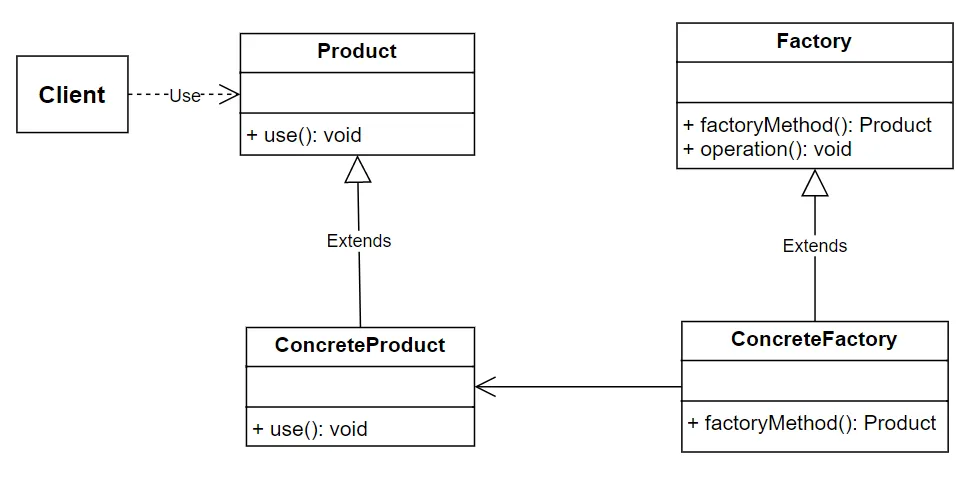 Product
Factory
Client
Use
+ use(): void
+ factoryMethod(): Product
+ operation(): void
Extends
Extends
ConcreteProduct
ConcreteFactory
+ use(): void
+ factoryMethod(): Product